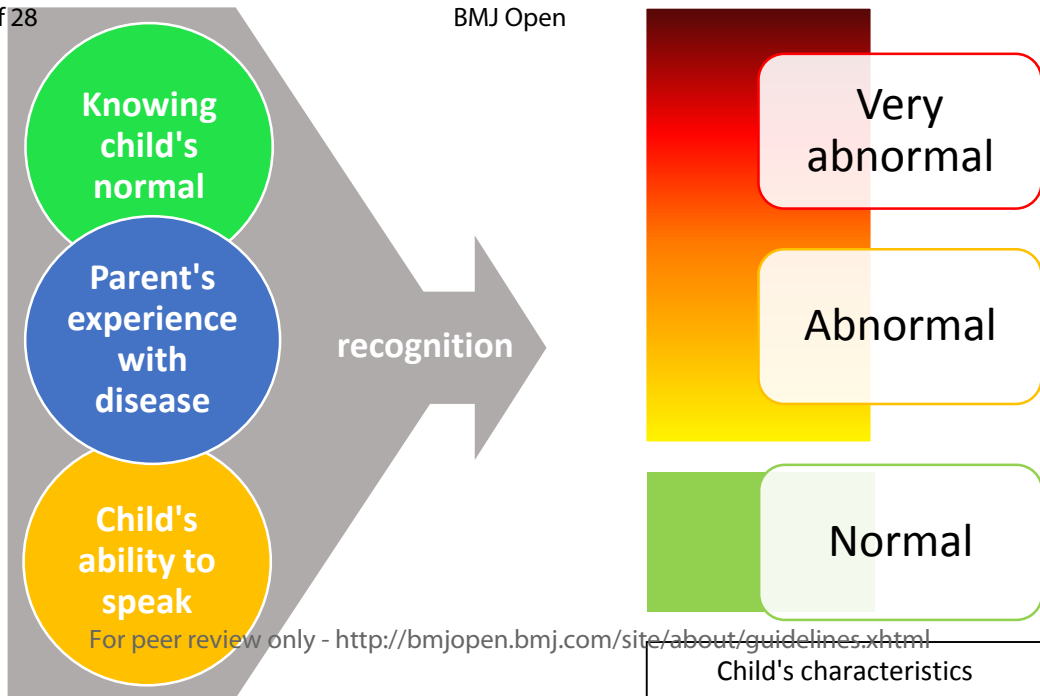 f 28
BMJ Open
Knowing
child's
normal
Parent's
experience
with
disease
Child's
ability to
speak
recognition
Very
abnormal
Abnormal
Normal
For peer review only - http://bmjopen.bmj.com/site/about/guidelines.xhtml
Child's characteristics